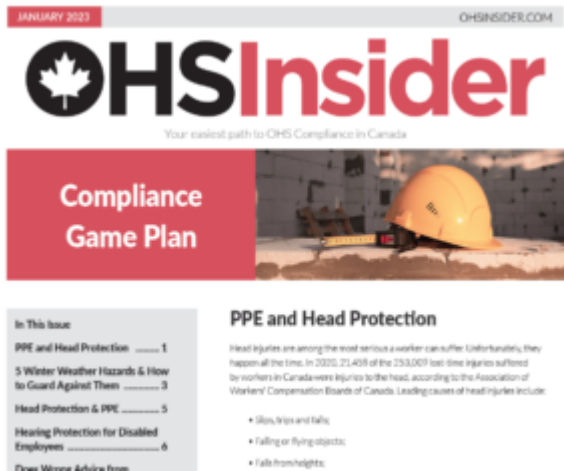 JANUARY 2023
OHSINSIDER.COM
OHSInsider
Your easiest path to OHS Compliance in Canada
Compliance
Game Plan
In This Issue
PPE and Head Protection ........ 1
5 Winter Weather Hazards & How
to Guard Against Them ........... 3
Head Protection & PPE ........... 5
Hearing Protection for Disabled
Employees ........................... 6
Does Wrong Advice from
PPE and Head Protection
Head injuries are among the most serious a worker can suffer. Unfortunately, they
happen all the time. In 2020, of the lost-time injuries suffered
by workers in Canada were injuries to the head, according to the Association of
Workers' Compensation Boards of Canada. Leading causes of head injuries include:
• Slips, trips and falls;
• Falling or flying objects;
• Falls from heights;